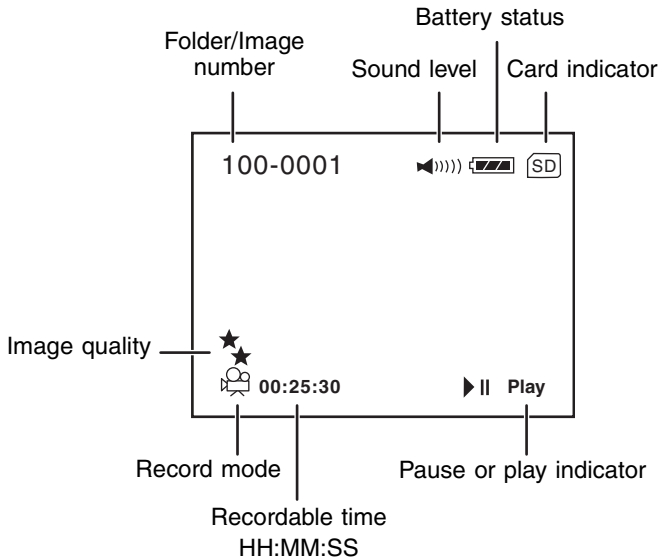 Battery status
Folder/Image
number
Sound level
Card indicator
100-0001
SD
Image quality
00:25:30
Play
Record mode
Pause or play indicator
Recordable time
HH:MM:SS